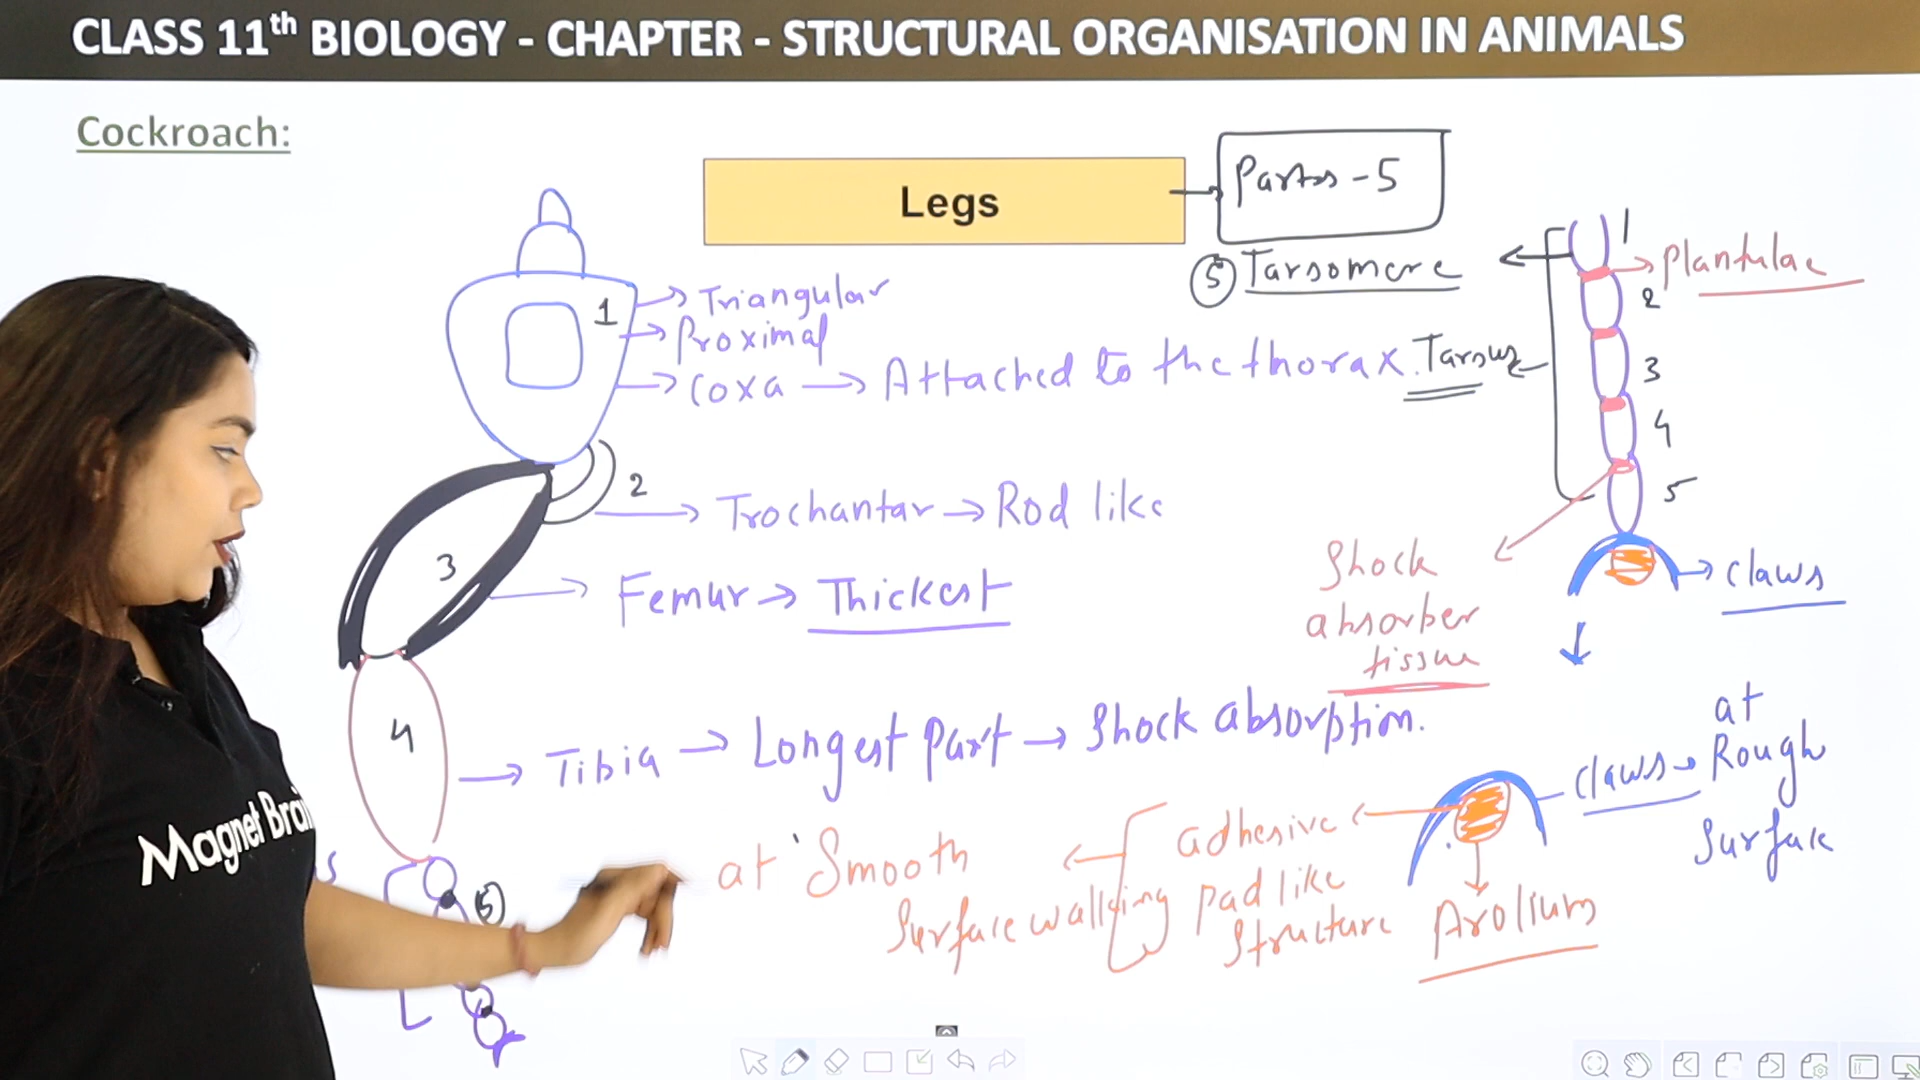 CLASS 11th BIOLOGY - CHAPTER - STRUCTURAL ORGANISATION IN ANIMALS
Cockroach:
Legs
Parts - 5
5 Tarsomere
1
Plantulae
2
3
4
5
1
Triangular
Proximal
Coxa → Attached to the thorax.
Tarsus
2
Trochantar → Rod like
3
Femur → Thickest
Shock
absorber
tissue
claws
4
Tibia → Longest Part → Shock absorption.
claws → at
Rough
Surface
at Smooth
Surface walking
adhesive
pad like
structure
Arolium
5
S
Magnet Brai